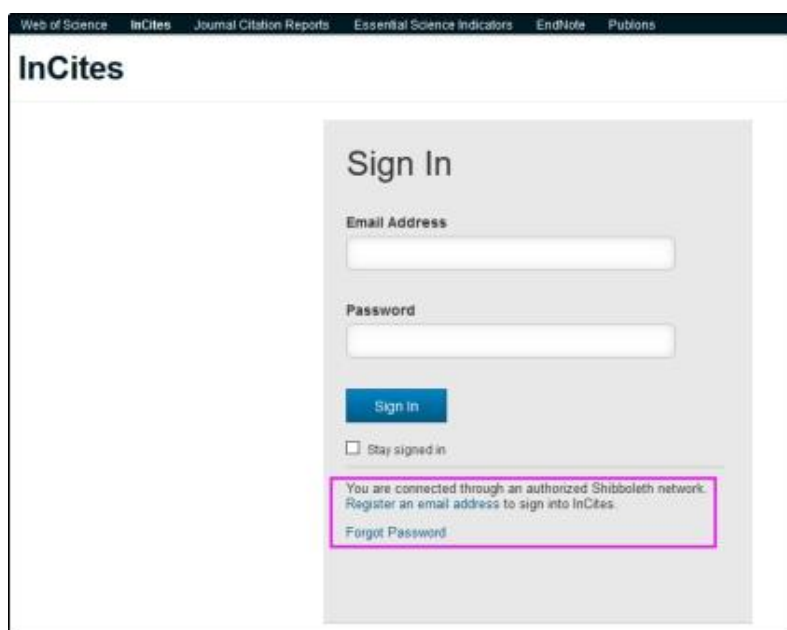 Web of Science InCites Journal Citation Reports Essential Science Indicators EndNote Publons
InCites
Sign In
Email Address
Password
Sign In
Stay signed in
You are connected through an authorized Shibboleth network.
Register an email address to sign into InCites.
Forgot Password